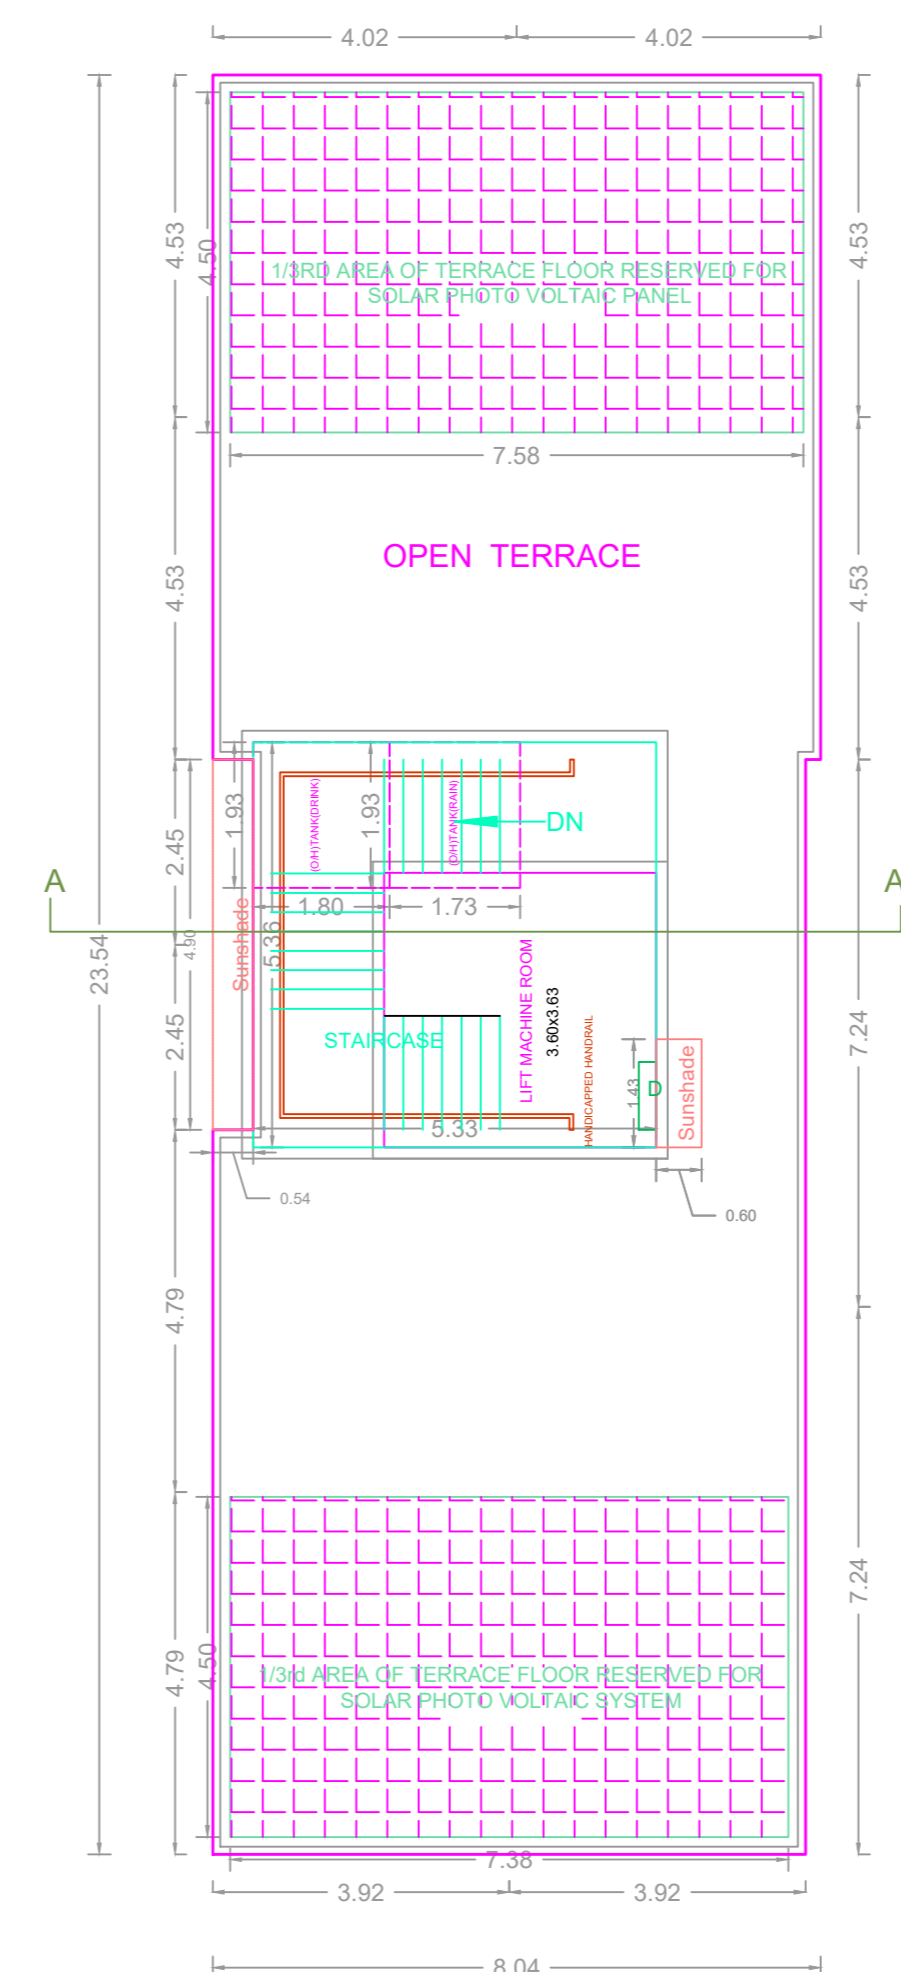 4.02
4.02
4.53
4.50
4.53
1/3RD AREA OF TERRACE FLOOR RESERVED FOR
SOLAR PHOTO VOLTAIC PANEL
7.58
OPEN TERRACE
4.53
4.53
23.54
2.45
4.90
2.45
1.93
1.93
(O/H)TANK(DRINK)
(O/H)TANK(RAIN)
DN
A
A
1.80
1.73
Sunshade
5.36
LIFT MACHINE ROOM
3.60x3.63
STAIRCASE
HANDICAPPED HANDRAIL
1.43
D
Sunshade
5.33
7.24
0.54
0.60
4.79
4.79
4.50
7.24
1/3rd AREA OF TERRACE FLOOR RESERVED FOR
SOLAR PHOTO VOLTAIC SYSTEM
7.38
3.92
3.92
8.04